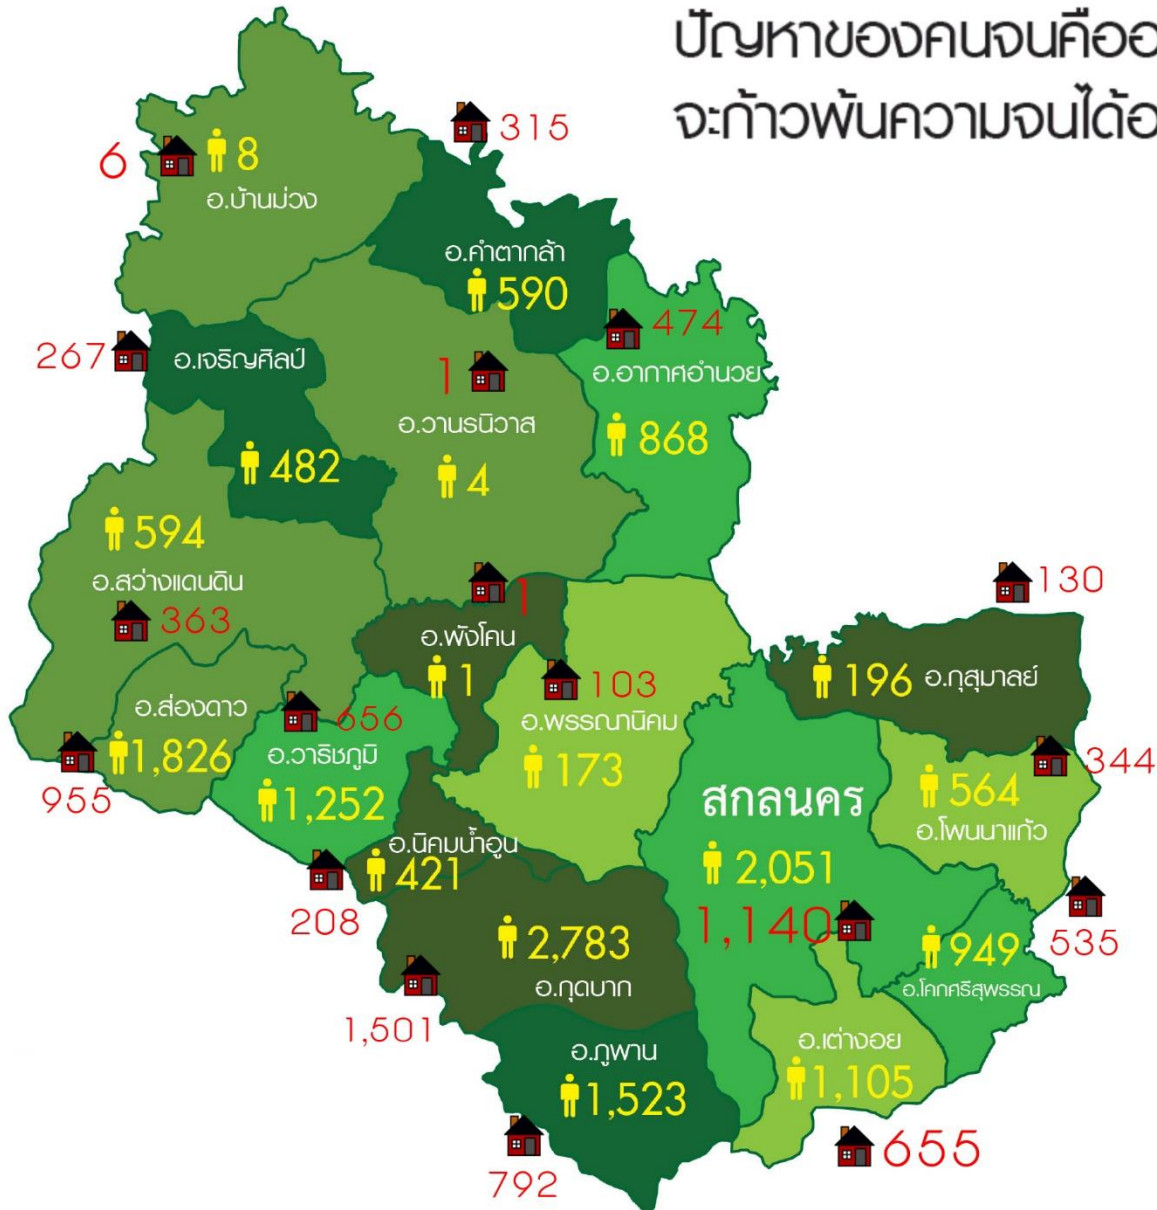 ปัญหาของคนจนคืออ
จะก้าวพ้นความจนได้อ
315
6
8
อ.บ้านม่วง
อ.คำตากล้า
590
474
267
อ.เจริญศิลป์
1
อ.อากาศอำนวย
อ.วานรนิวาส
868
482
4
594
อ.สว่างแดนดิน
363
1
130
อ.พังโคน
1
196 อ.กุสุมาลย์
103
อ.ส่องดาว
656
อ.พรรณานิคม
1,826
อ.วาริชภูมิ
173
344
955
1,252
564
อ.โพนนาแก้ว
สกลนคร
อ.นิคมน้ำอูน
421
2,051
208
1,140
535
2,783
949
อ.กุดบาก
อ.โคกศรีสุพรรณ
1,501
อ.ภูพาน
อ.เต่างอย
1,523
1,105
655
792